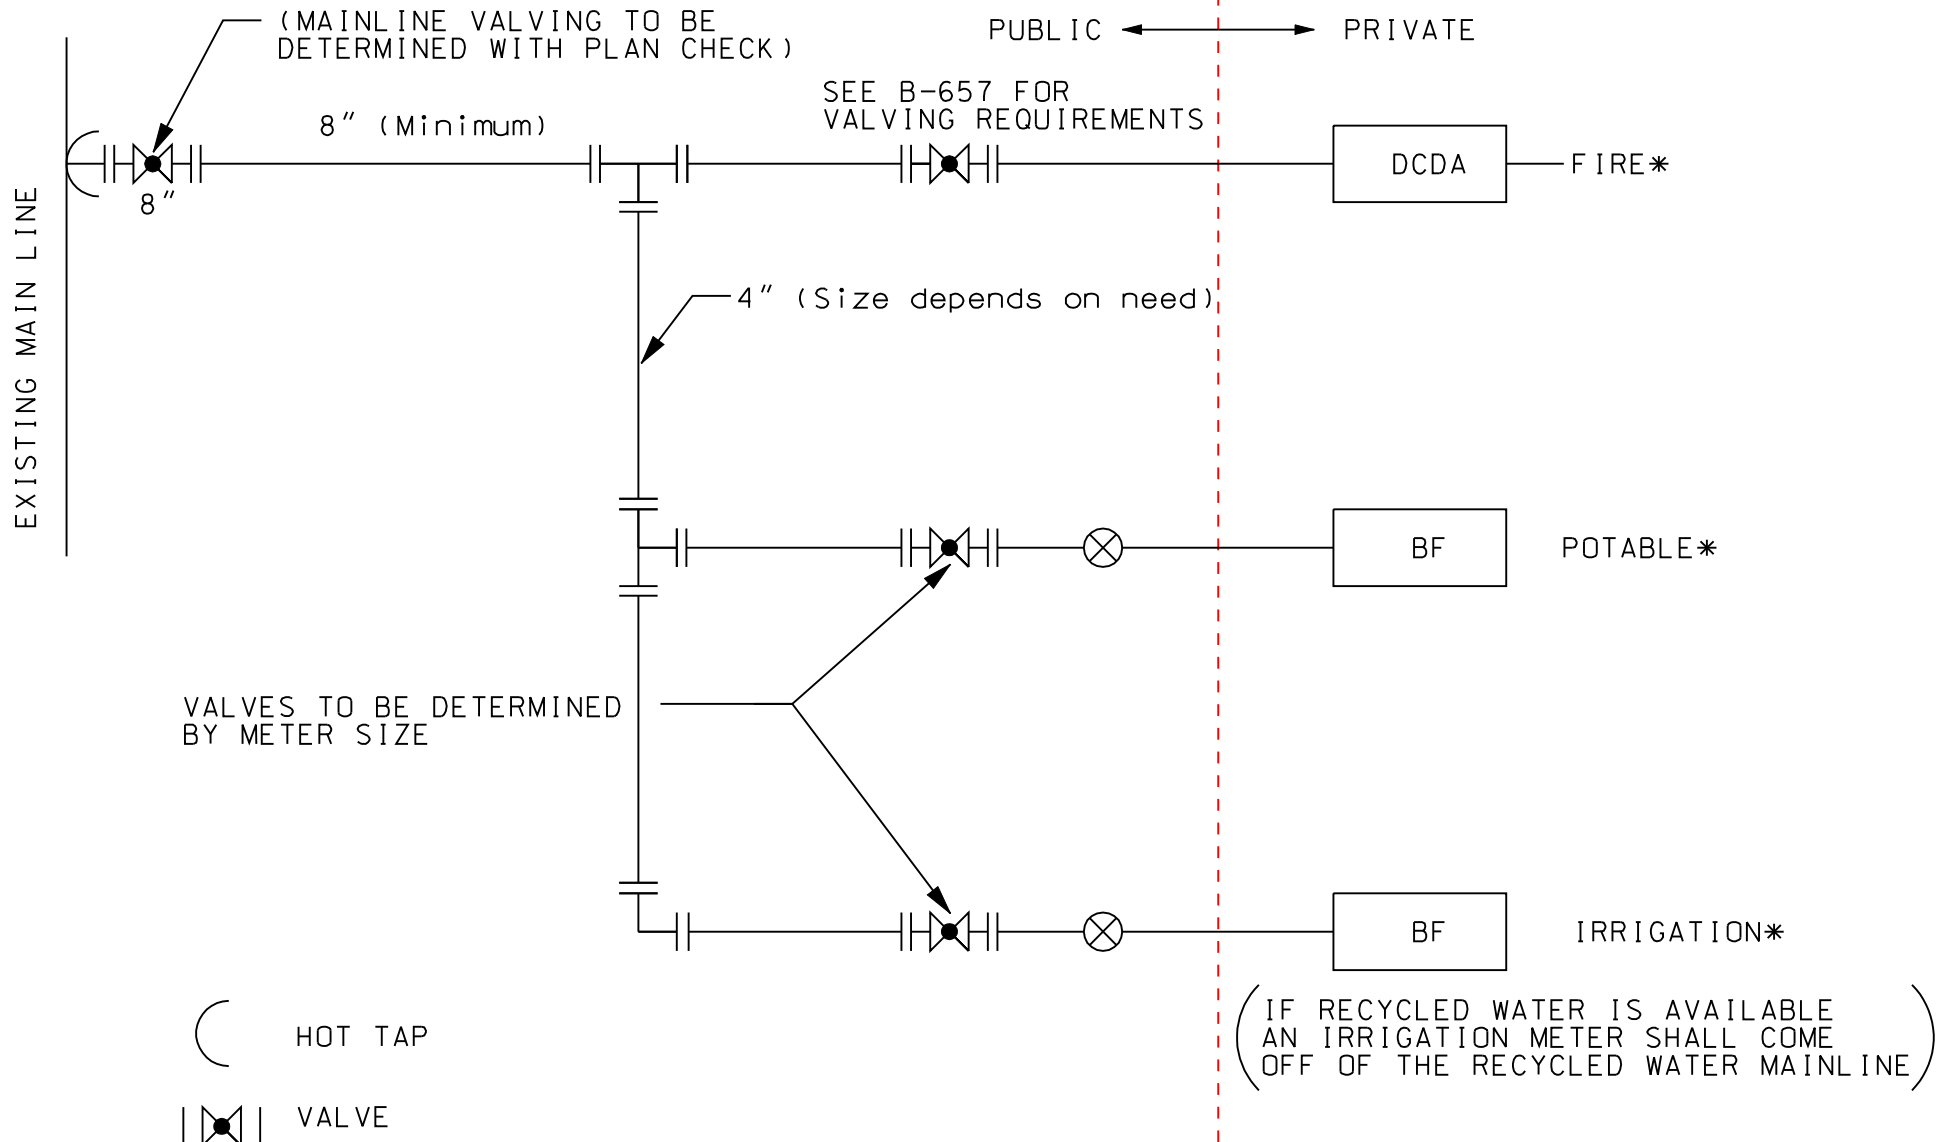 (MAINLINE VALVING TO BE
DETERMINED WITH PLAN CHECK)
PUBLIC
PRIVATE
SEE B-657 FOR
VALVING REQUIREMENTS
8" (Minimum)
8"
DCDA
FIRE*
EXISTING MAIN LINE
4" (Size depends on need)
BF
POTABLE*
VALVES TO BE DETERMINED
BY METER SIZE
BF
IRRIGATION*
(IF RECYCLED WATER IS AVAILABLE
AN IRRIGATION METER SHALL COME
OFF OF THE RECYCLED WATER MAINLINE)
HOT TAP
VALVE